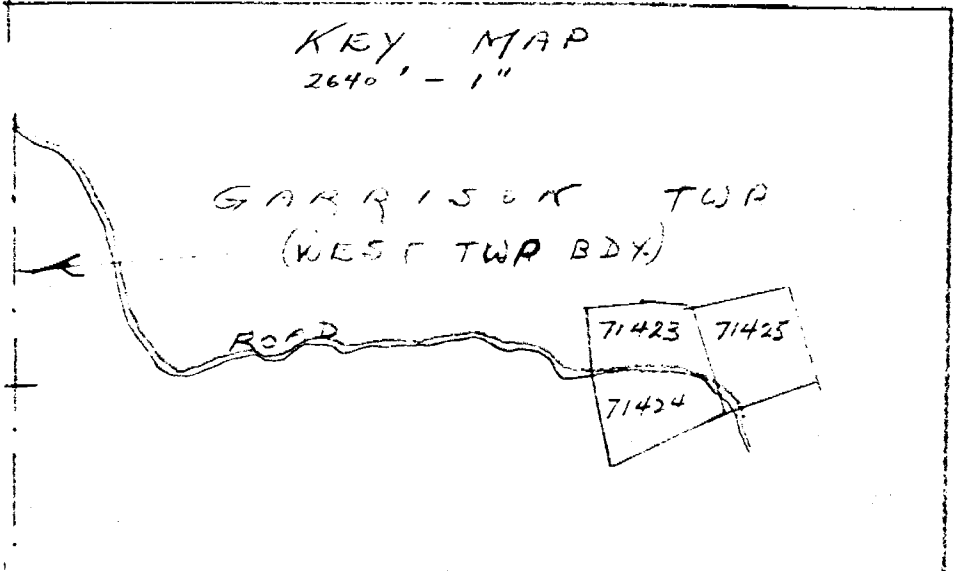 KEY MAP
2640' - 1"
GARRISON TWP
(WEST TWP BDY.)
ROAD
71423 71425
71424